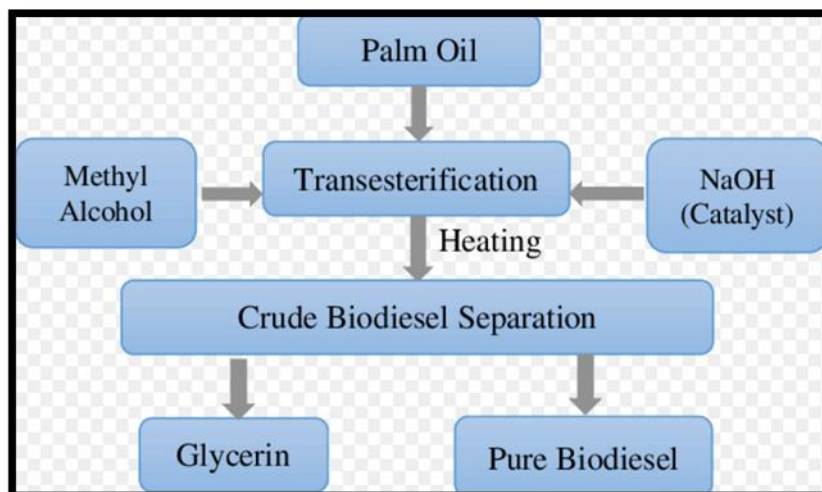 Palm Oil
Methyl
Alcohol
Transesterification
NaOH
(Catalyst)
Heating
Crude Biodiesel Separation
Glycerin
Pure Biodiesel